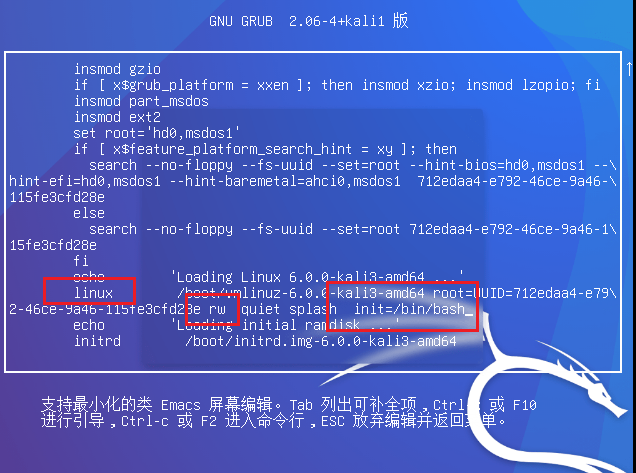 GNU GRUB  2.06-4+kali1 版
insmod gzio
if [ x$grub_platform = xxen ]; then insmod xzio; insmod lzopio; fi
insmod part_msdos
insmod ext2
set root='hd0,msdos1'
if [ x$feature_platform_search_hint = xy ]; then
search --no-floppy --fs-uuid --set=root --hint-bios=hd0,msdos1 --\
hint-efi=hd0,msdos1 --hint-baremetal=ahci0,msdos1  712edaa4-e792-46ce-9a46-\
115fe3cfd28e
else
search --no-floppy --fs-uuid --set=root 712edaa4-e792-46ce-9a46-1\
15fe3cfd28e
fi
echo 'Loading Linux 6.0.0-kali3-amd64 ...'
linux /boot/vmlinuz-6.0.0-kali3-amd64 root=UUID=712edaa4-e79\
2-46ce-9a46-115fe3cfd28e rw  quiet splash  init=/bin/bash_
echo 'Loading initial ramdisk ...'
initrd /boot/initrd.img-6.0.0-kali3-amd64
支持最小化的类 Emacs 屏幕编辑。Tab 列出可补全项,Ctrl-x 或 F10
进行引导,Ctrl-c 或 F2 进入命令行,ESC 放弃编辑并返回菜单。